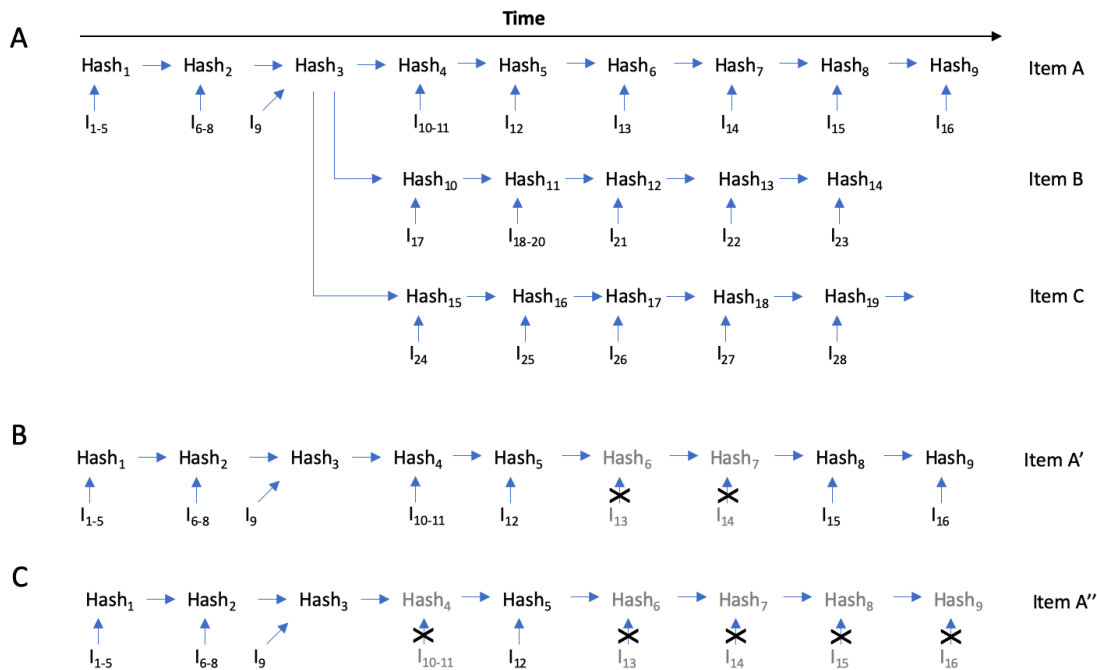 Time
A
Hash1 Hash2 Hash3 Hash4 Hash5 Hash6 Hash7 Hash8 Hash9 Item A
I1-5 I6-8 I9 I10-11 I12 I13 I14 I15 I16
Hash10 Hash11 Hash12 Hash13 Hash14 Item B
I17 I18-20 I21 I22 I23
Hash15 Hash16 Hash17 Hash18 Hash19 Item C
I24 I25 I26 I27 I28
B
Hash1 Hash2 Hash3 Hash4 Hash5 Hash6 Hash7 Hash8 Hash9 Item A'
I1-5 I6-8 I9 I10-11 I12 I13 I14 I15 I16
C
Hash1 Hash2 Hash3 Hash4 Hash5 Hash6 Hash7 Hash8 Hash9 Item A''
I1-5 I6-8 I9 I10-11 I12 I13 I14 I15 I16